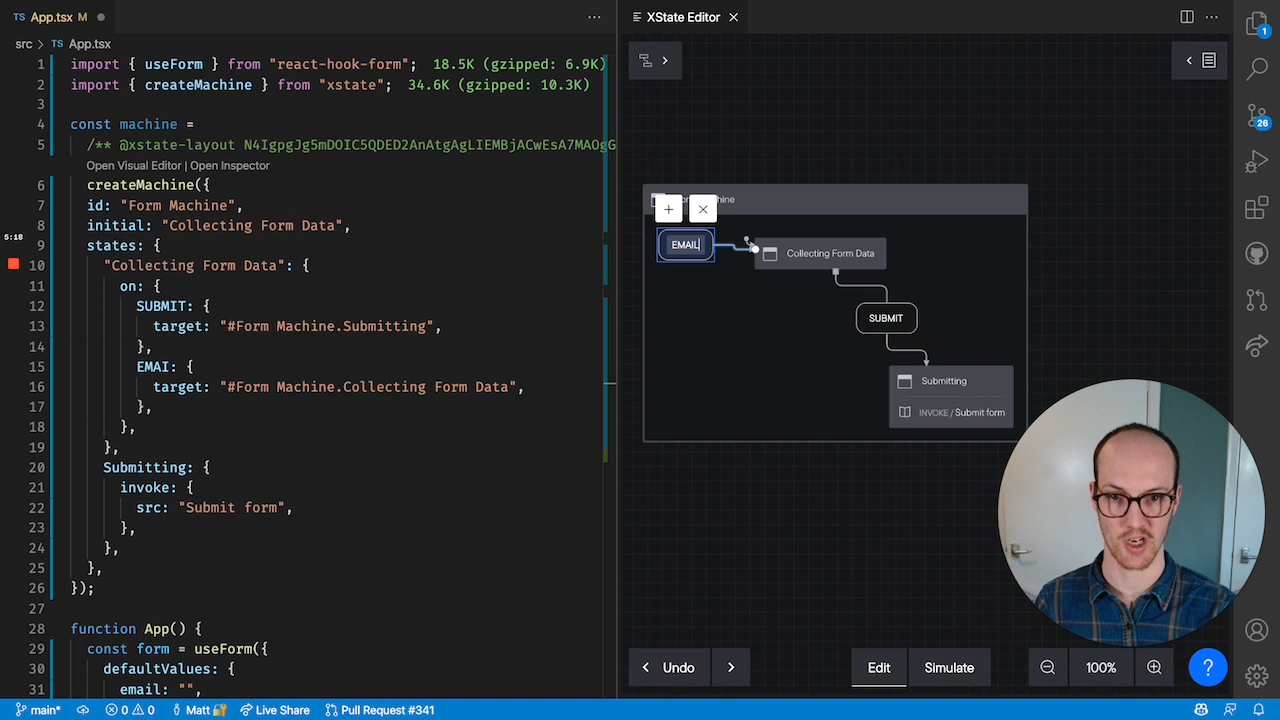 TS App.tsx M
src > TS App.tsx
1 import { useForm } from "react-hook-form"; 18.5K (gzipped: 6.9K)
2 import { createMachine } from "xstate"; 34.6K (gzipped: 10.3K)
3
4 const machine =
5 /** @xstate-layout N4IgpgJg5mDOIC5QDED2AnAtgAgLIEMBjACwEsA7MAOgG
Open Visual Editor | Open Inspector
6 createMachine({
7 id: "Form Machine",
8 initial: "Collecting Form Data",
5:18
9 states: {
10 "Collecting Form Data": {
11 on: {
12 SUBMIT: {
13 target: "#Form Machine.Submitting",
14 },
15 EMAI: {
16 target: "#Form Machine.Collecting Form Data",
17 },
18 },
19 },
20 Submitting: {
21 invoke: {
22 src: "Submit form",
23 },
24 },
25 },
26 });
27
28 function App() {
29 const form = useForm({
30 defaultValues: {
31 email: "",
XState Editor
EMAIL
Collecting Form Data
SUBMIT
Submitting
INVOKE / Submit form
Undo
Edit
Simulate
100%
?
1
26
main* 0 0 Matt Live Share Pull Request #341